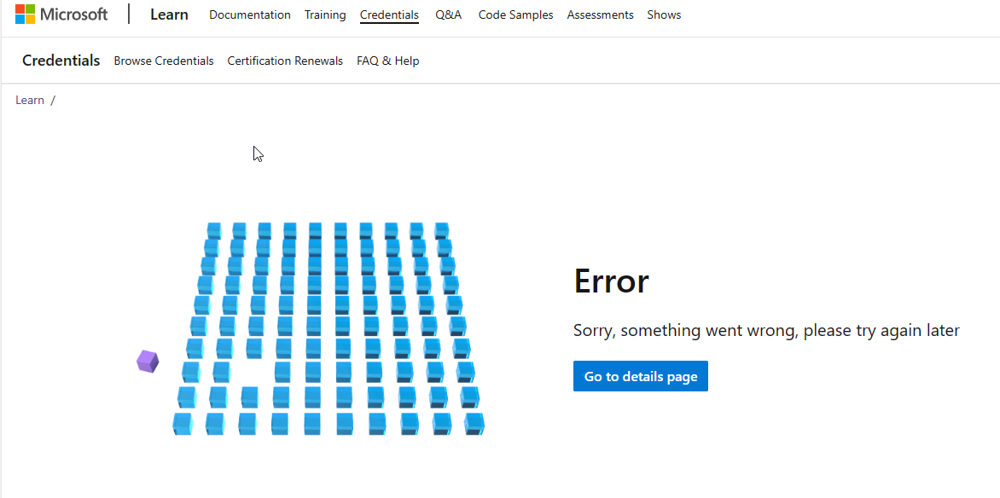 Microsoft | Learn Documentation Training Credentials Q&A Code Samples Assessments Shows
Credentials Browse Credentials Certification Renewals FAQ & Help
Learn /
Error
Sorry, something went wrong, please try again later
Go to details page